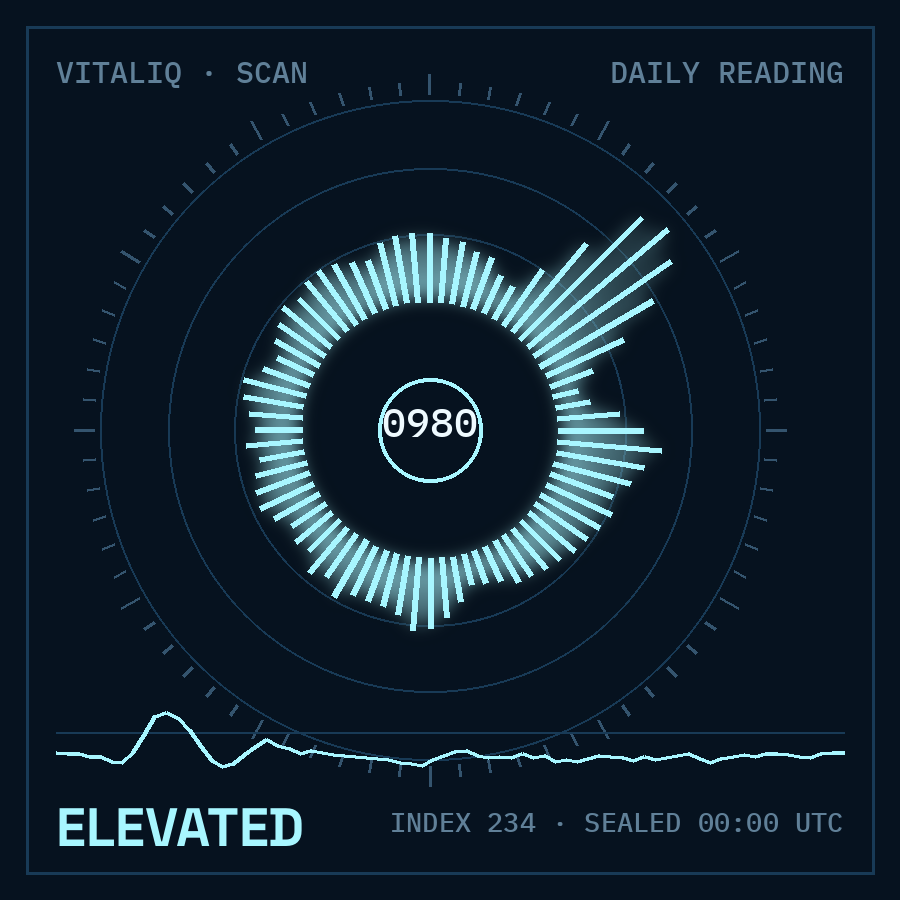 VITALIQ · SCAN
DAILY READING
0980
ELEVATED
INDEX 234 · SEALED 00:00 UTC